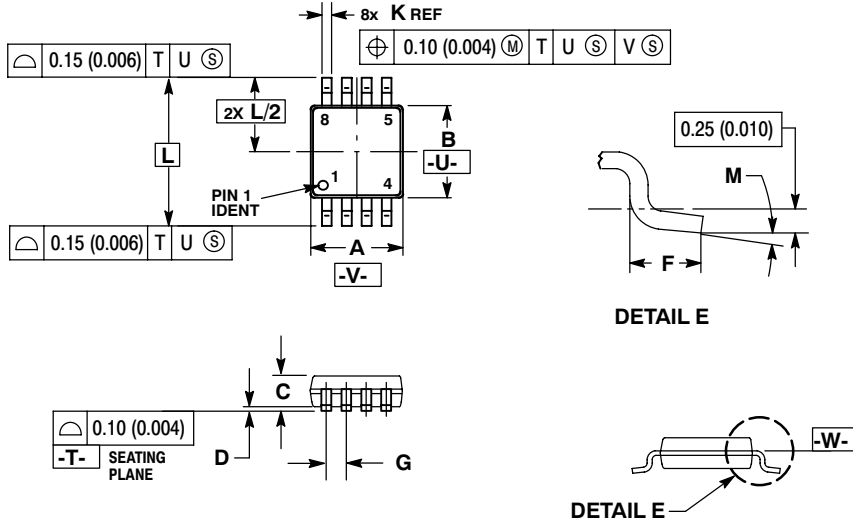 8x K REF
⌖ 0.10 (0.004) Ⓜ T U Ⓢ V Ⓢ
⌓ 0.15 (0.006) T U Ⓢ
2X L/2
8 5
B
-U-
L
1 4
PIN 1
IDENT
⌓ 0.15 (0.006) T U Ⓢ
A
-V-
0.25 (0.010)
M
F
DETAIL E
C
⌓ 0.10 (0.004)
-T- SEATING
PLANE
D
G
-W-
DETAIL E